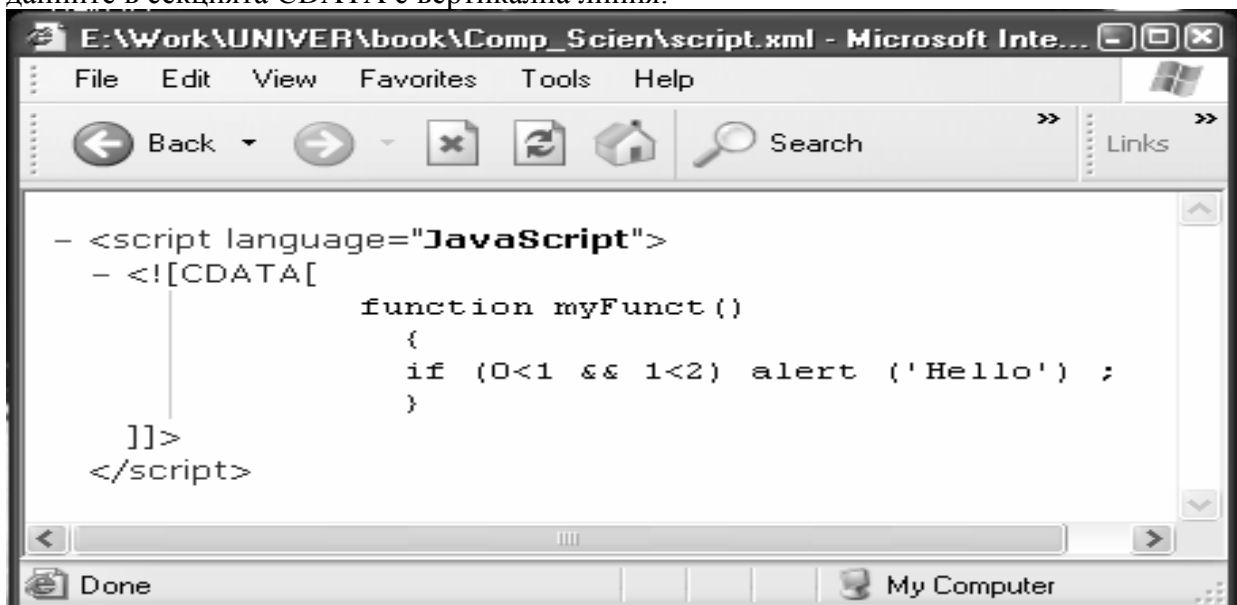 данните в секцията CDATA с вертикална линия.
E:\Work\UNIVER\book\Comp_Scien\script.xml - Microsoft Inte...
File Edit View Favorites Tools Help
Back Search » Links »
– <script language="JavaScript">
– <![CDATA[
function myFunct()
{
if (0<1 && 1<2) alert ('Hello') ;
}
]]>
</script>
Done My Computer